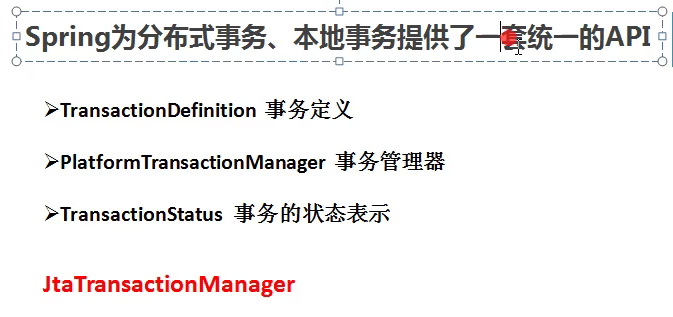 Spring为分布式事务、本地事务提供了一套统一的API
➢TransactionDefinition 事务定义
➢PlatformTransactionManager 事务管理器
➢TransactionStatus 事务的状态表示
JtaTransactionManager